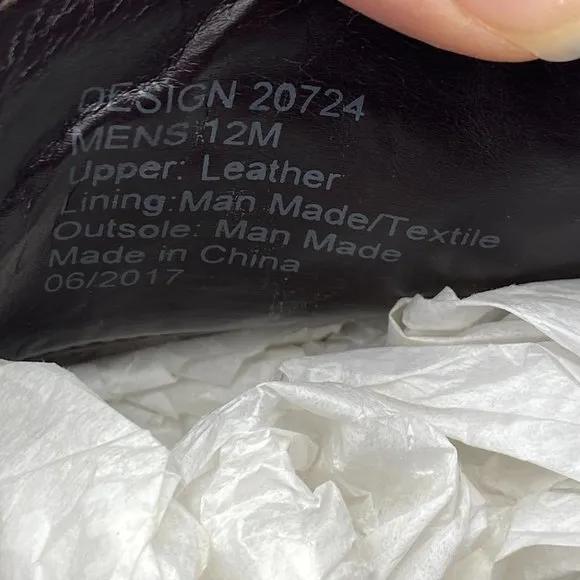 DESIGN 20724
MENS 12M
Upper: Leather
Lining:Man Made/Textile
Outsole: Man Made
Made in China
06/2017